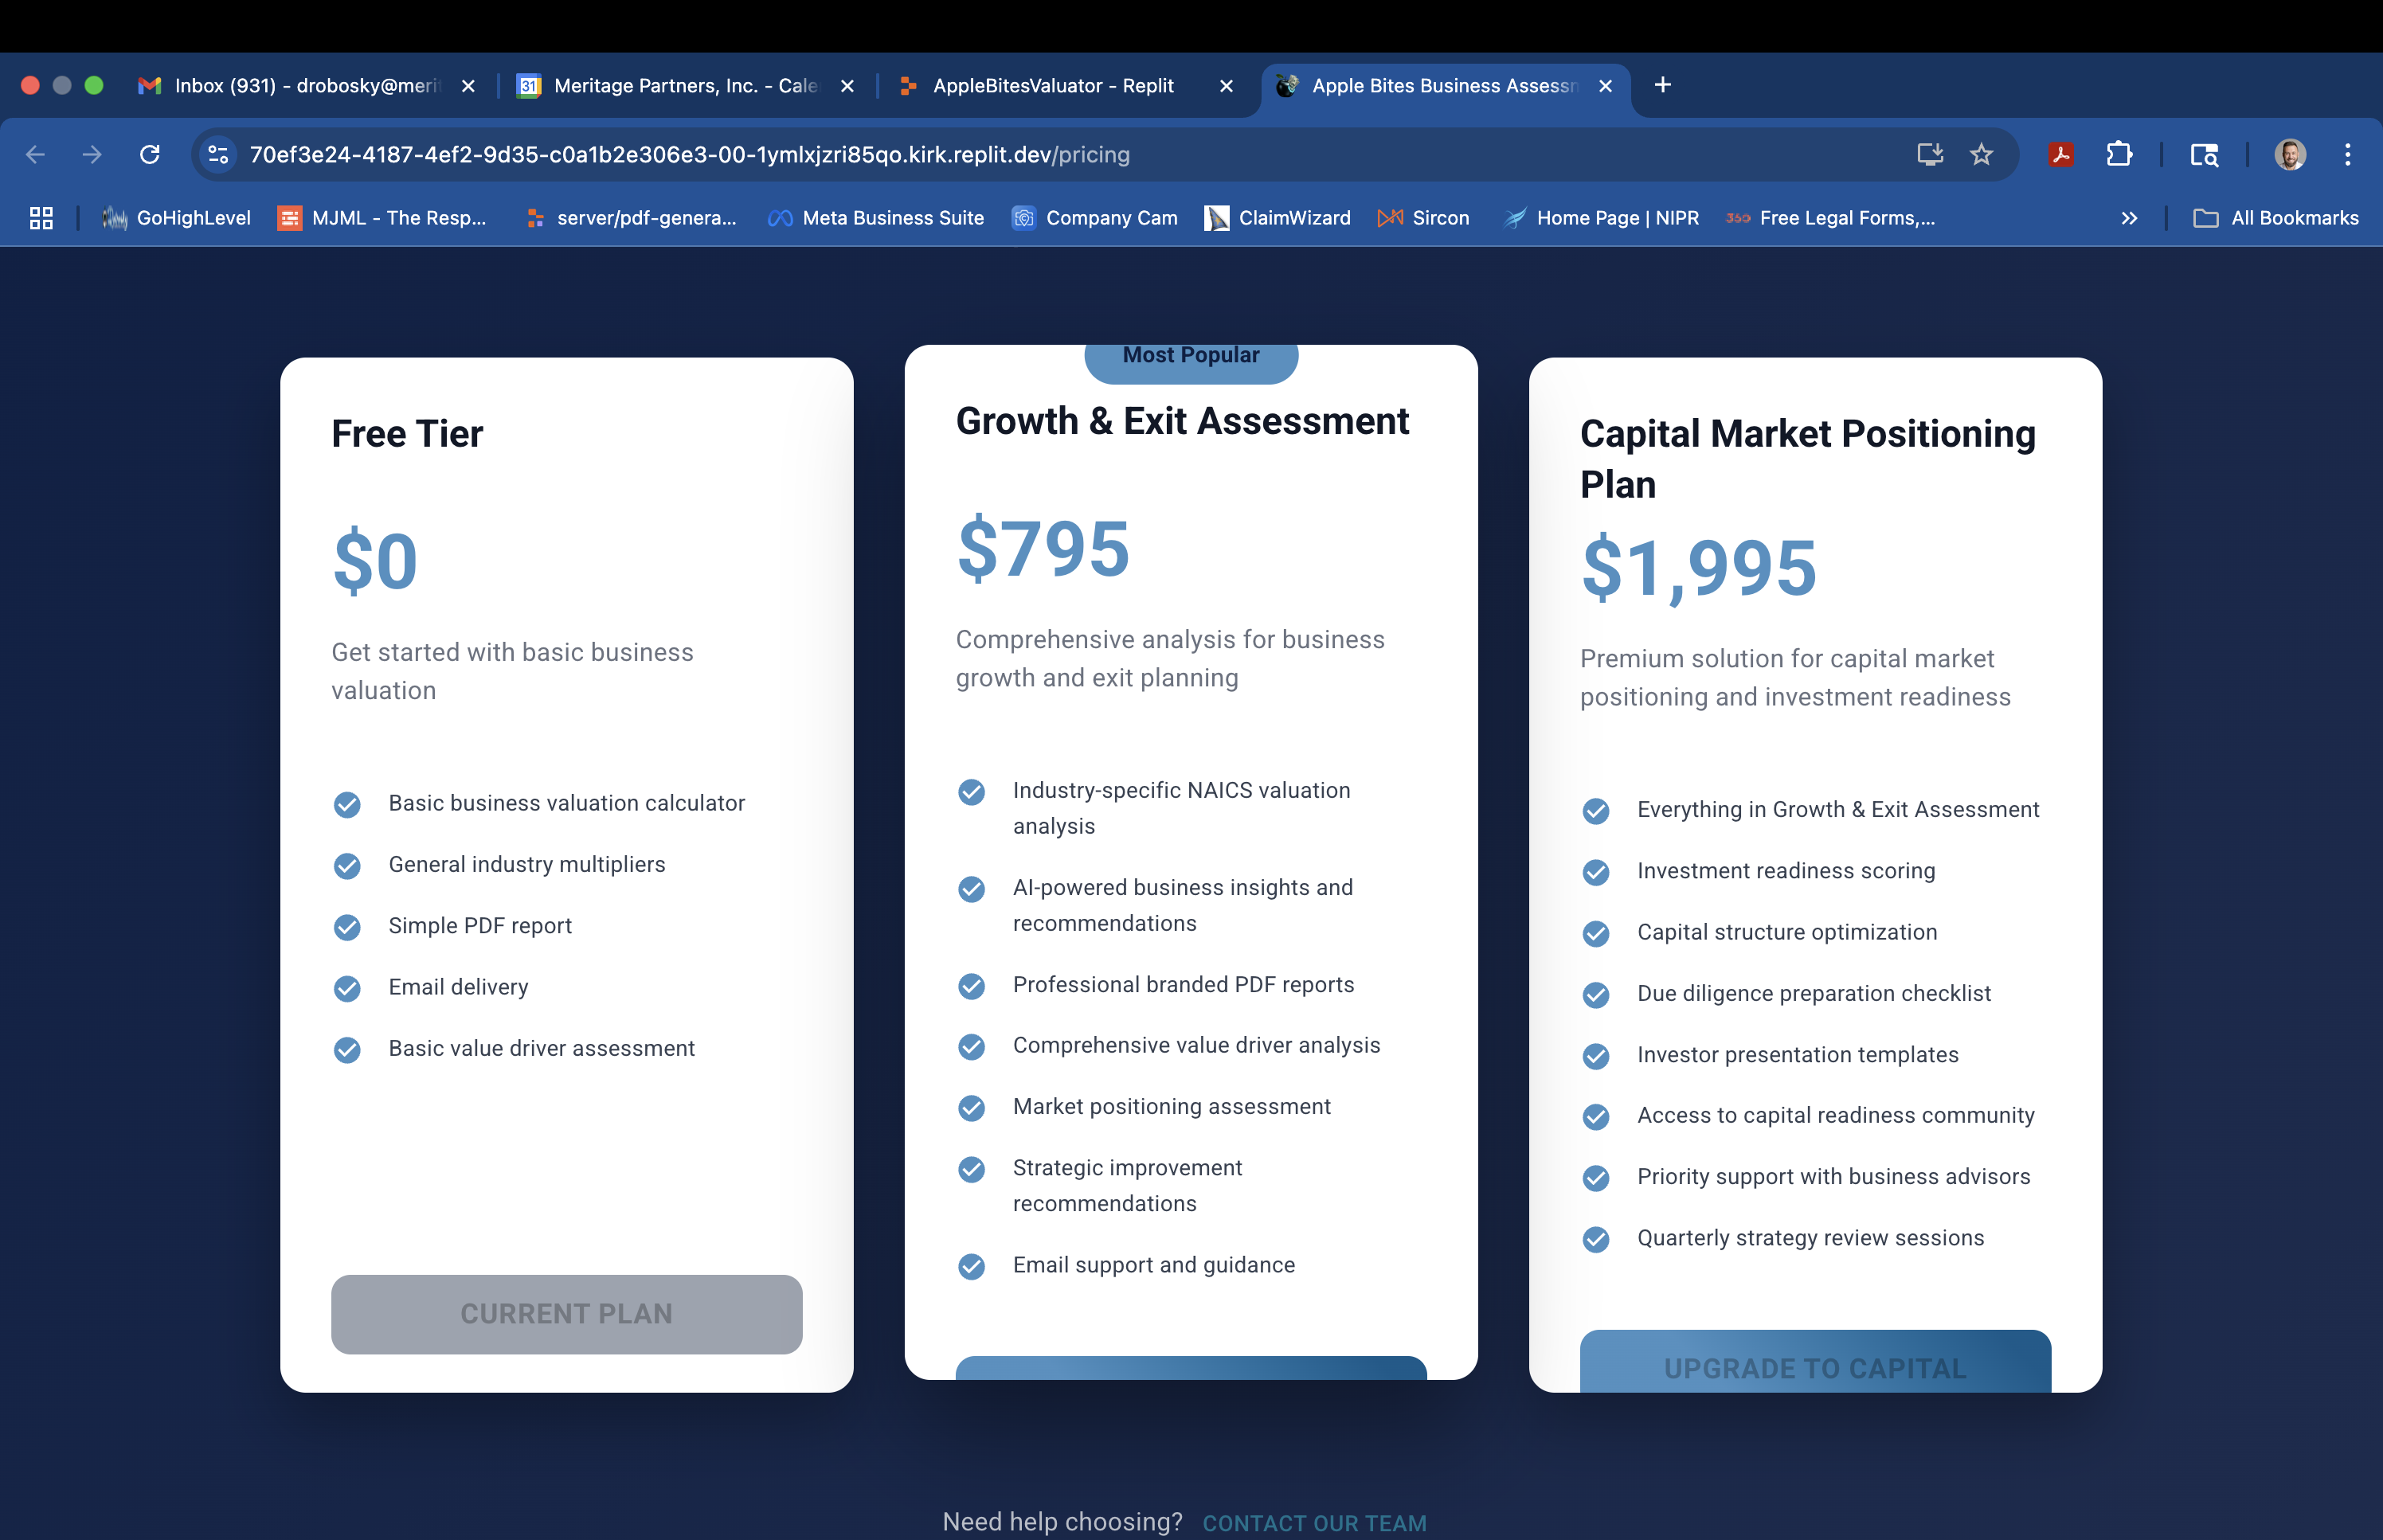 Inbox (931) - drobosky@meri
Meritage Partners, Inc. - Cale
AppleBitesValuator - Replit
Apple Bites Business Assess
70ef3e24-4187-4ef2-9d35-c0a1b2e306e3-00-1ymlxjzri85qo.kirk.replit.dev/pricing
GoHighLevel
MJML - The Resp...
server/pdf-genera...
Meta Business Suite
Company Cam
ClaimWizard
Sircon
Home Page | NIPR
Free Legal Forms,...
All Bookmarks
Free Tier
$0
Get started with basic business
valuation
Basic business valuation calculator
General industry multipliers
Simple PDF report
Email delivery
Basic value driver assessment
CURRENT PLAN
Most Popular
Growth & Exit Assessment
$795
Comprehensive analysis for business
growth and exit planning
Industry-specific NAICS valuation
analysis
AI-powered business insights and
recommendations
Professional branded PDF reports
Comprehensive value driver analysis
Market positioning assessment
Strategic improvement
recommendations
Email support and guidance
Capital Market Positioning
Plan
$1,995
Premium solution for capital market
positioning and investment readiness
Everything in Growth & Exit Assessment
Investment readiness scoring
Capital structure optimization
Due diligence preparation checklist
Investor presentation templates
Access to capital readiness community
Priority support with business advisors
Quarterly strategy review sessions
UPGRADE TO CAPITAL
Need help choosing? CONTACT OUR TEAM